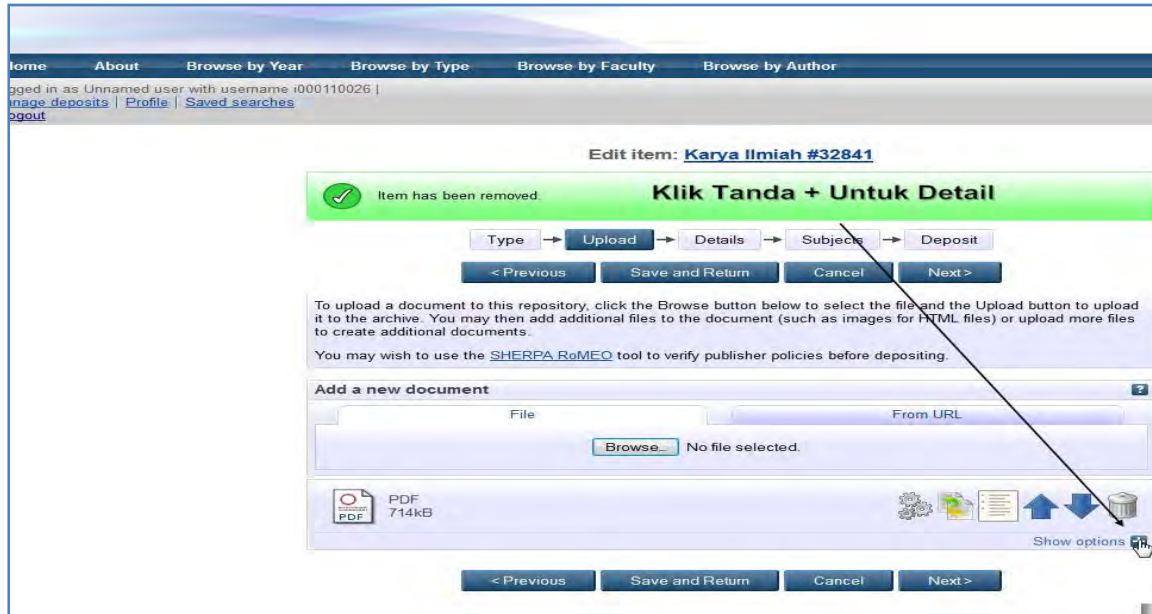 lome About Browse by Year Browse by Type Browse by Faculty Browse by Author
gged in as Unnamed user with username i000110026 |
anage deposits | Profile | Saved searches
ogout
Edit item: Karya Ilmiah #32841
Item has been removed. Klik Tanda + Untuk Detail
Type Upload Details Subjects Deposit
< Previous Save and Return Cancel Next >
To upload a document to this repository, click the Browse button below to select the file and the Upload button to upload
it to the archive. You may then add additional files to the document (such as images for HTML files) or upload more files
to create additional documents.
You may wish to use the SHERPA RoMEO tool to verify publisher policies before depositing.
Add a new document ?
File From URL
Browse... No file selected.
PDF PDF
714kB
Show options +
< Previous Save and Return Cancel Next >